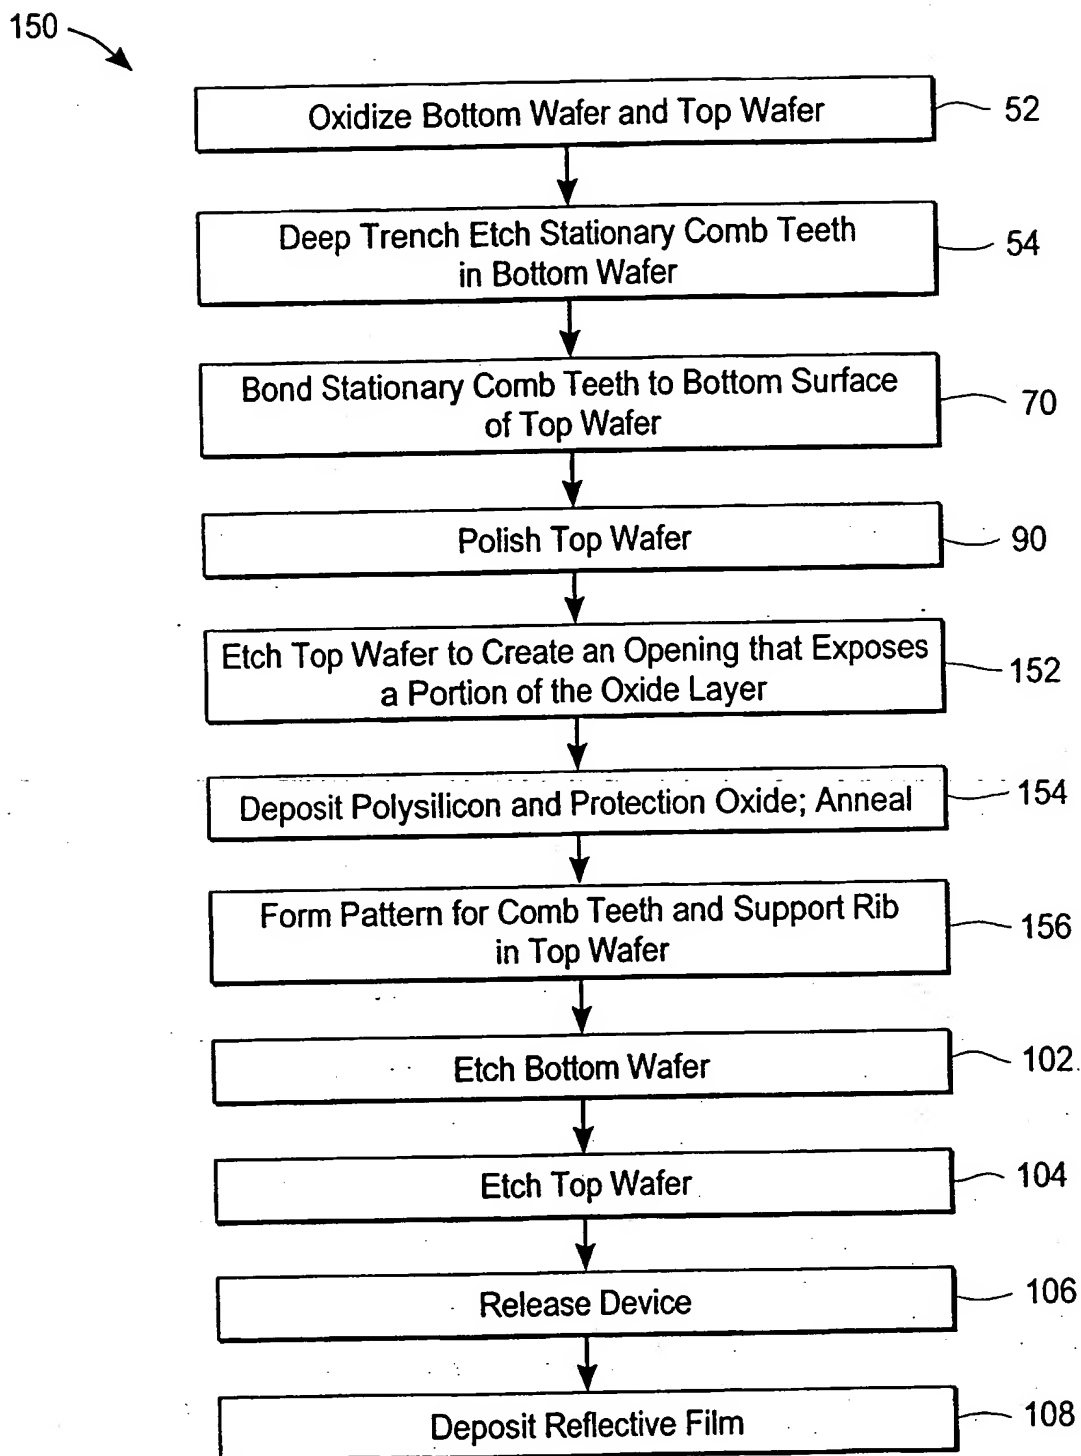 150
Oxidize Bottom Wafer and Top Wafer
52
Deep Trench Etch Stationary Comb Teeth
in Bottom Wafer
54
Bond Stationary Comb Teeth to Bottom Surface
of Top Wafer
70
Polish Top Wafer
90
Etch Top Wafer to Create an Opening that Exposes
a Portion of the Oxide Layer
152
Deposit Polysilicon and Protection Oxide; Anneal
154
Form Pattern for Comb Teeth and Support Rib
in Top Wafer
156
Etch Bottom Wafer
102
Etch Top Wafer
104
Release Device
106
Deposit Reflective Film
108